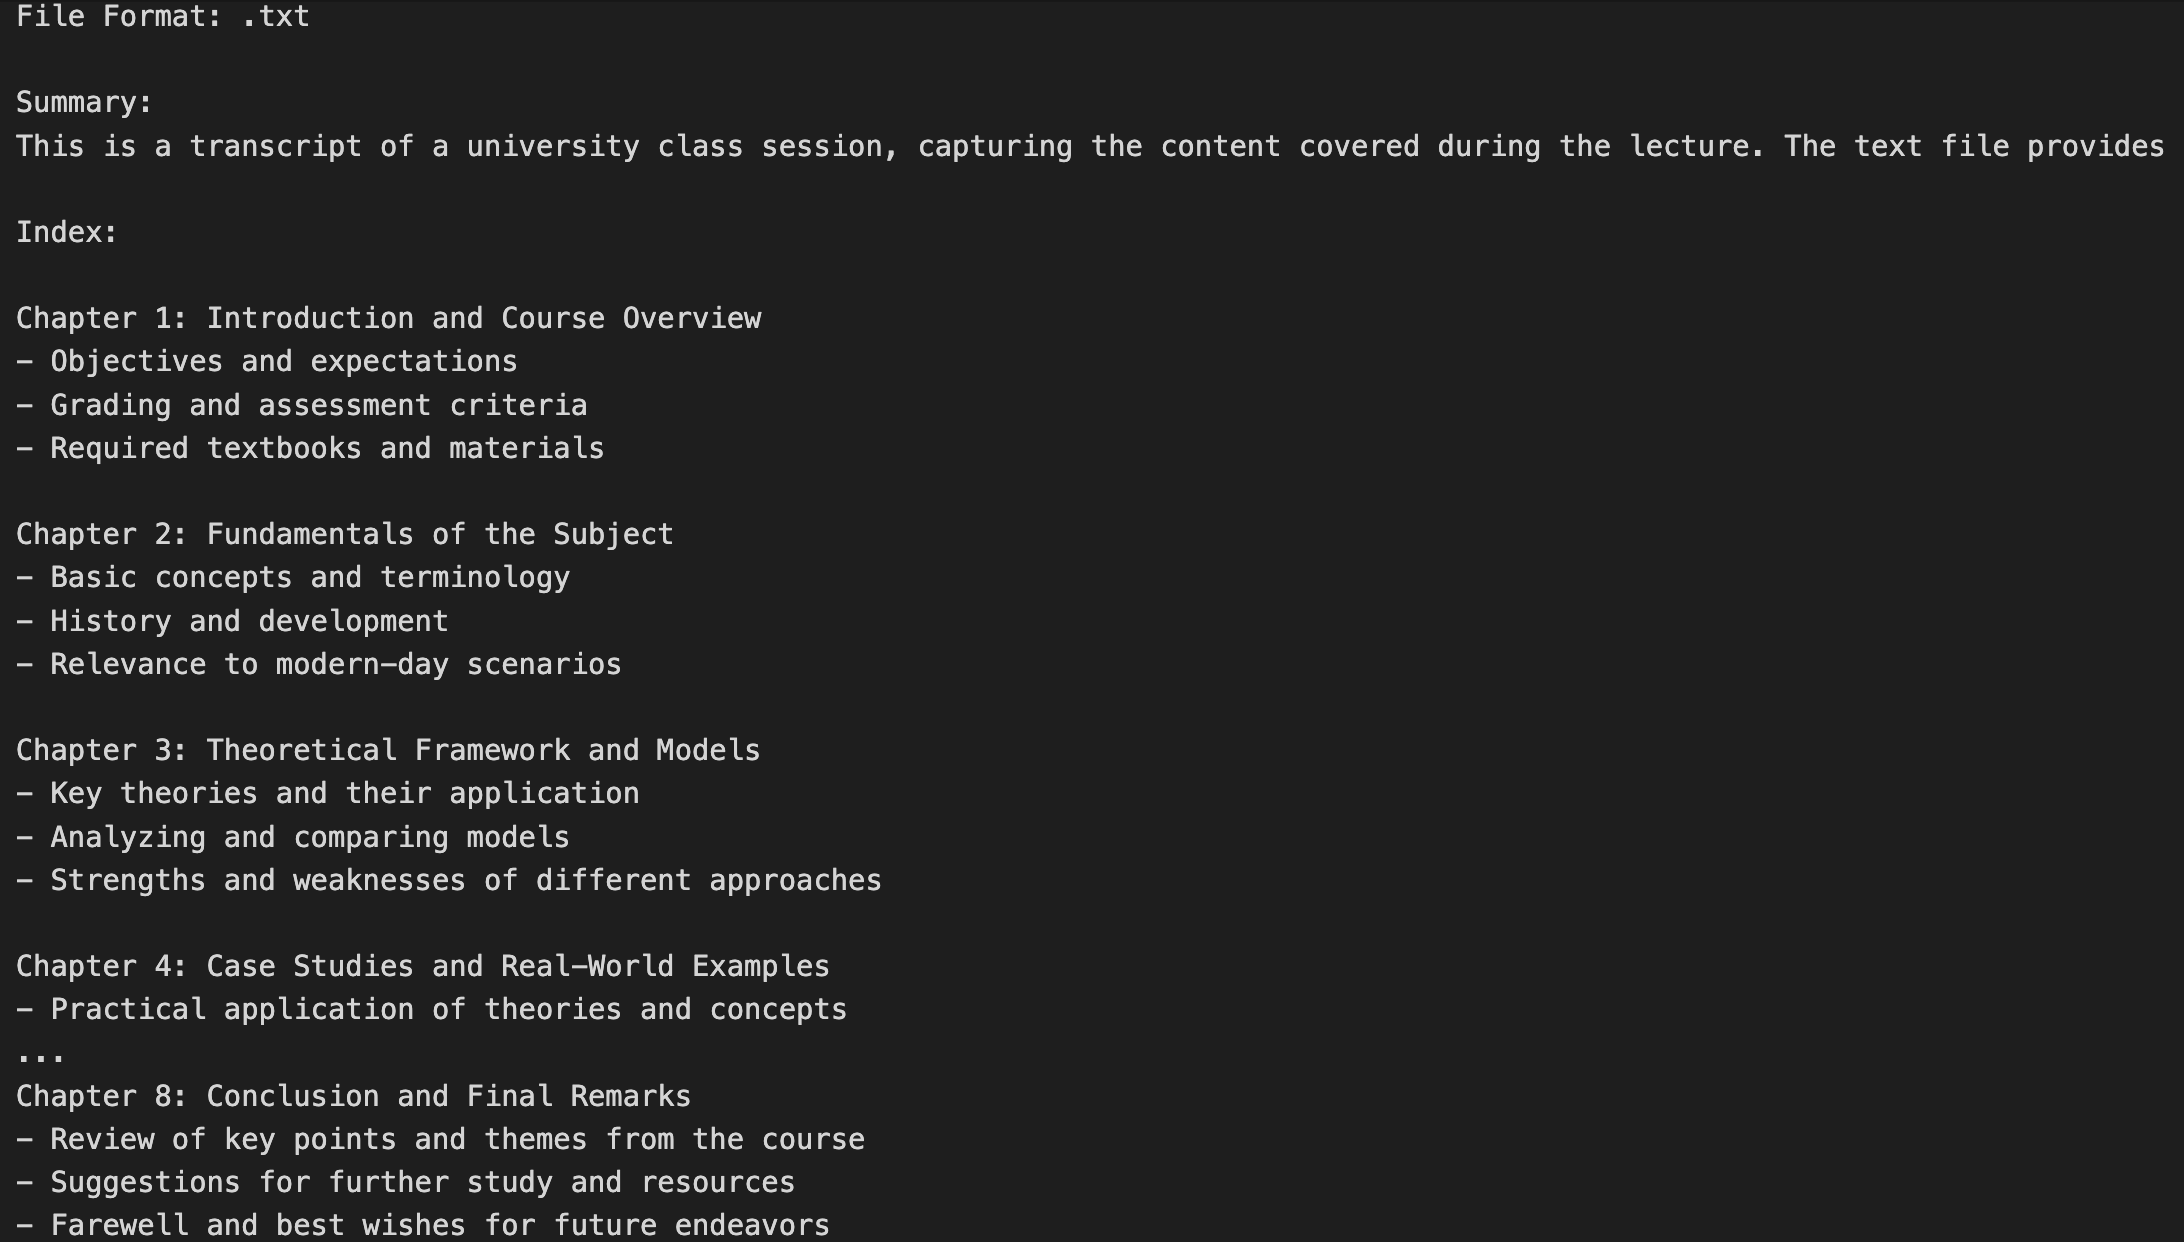 File Format: .txt
Summary:
This is a transcript of a university class session, capturing the content covered during the lecture. The text file provides
Index:
Chapter 1: Introduction and Course Overview
- Objectives and expectations
- Grading and assessment criteria
- Required textbooks and materials
Chapter 2: Fundamentals of the Subject
- Basic concepts and terminology
- History and development
- Relevance to modern-day scenarios
Chapter 3: Theoretical Framework and Models
- Key theories and their application
- Analyzing and comparing models
- Strengths and weaknesses of different approaches
Chapter 4: Case Studies and Real-World Examples
- Practical application of theories and concepts
...
Chapter 8: Conclusion and Final Remarks
- Review of key points and themes from the course
- Suggestions for further study and resources
- Farewell and best wishes for future endeavors